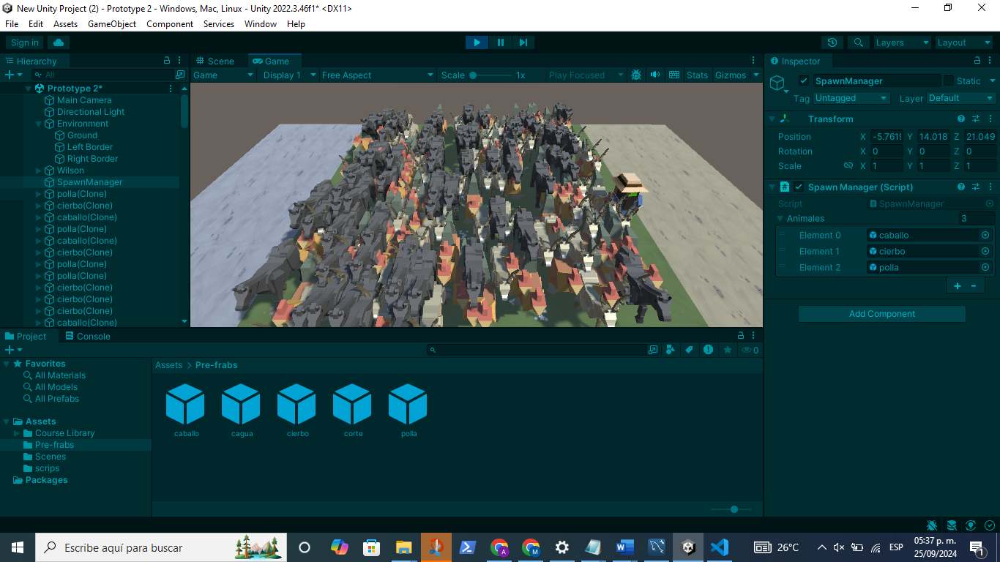 New Unity Project (2) - Prototype 2 - Windows, Mac, Linux - Unity 2022.3.46f1* <DX11>
File Edit Assets GameObject Component Services Window Help
Sign in
Layers Layout
Hierarchy
All
Prototype 2*
Main Camera
Directional Light
Environment
Ground
Left Border
Right Border
Wilson
SpawnManager
polla(Clone)
cierbo(Clone)
caballo(Clone)
polla(Clone)
caballo(Clone)
cierbo(Clone)
polla(Clone)
polla(Clone)
cierbo(Clone)
cierbo(Clone)
cierbo(Clone)
caballo(Clone)
Scene Game
Game Display 1 Free Aspect Scale 1x Play Focused Stats Gizmos
Inspector
SpawnManager Static
Tag Untagged Layer Default
Transform
Position X -5.7619 Y 14.018 Z 21.049
Rotation X 0 Y 0 Z 0
Scale X 1 Y 1 Z 1
Spawn Manager (Script)
Script SpawnManager
Animales 3
Element 0 caballo
Element 1 cierbo
Element 2 polla
+ -
Add Component
Project Console
0
Favorites
All Materials
All Models
All Prefabs
Assets
Course Library
Pre-frabs
Scenes
scrips
Packages
Assets > Pre-frabs
caballo cagua cierbo corte polla
Escribe aquí para buscar
26°C
ESP
05:37 p. m.
25/09/2024
1